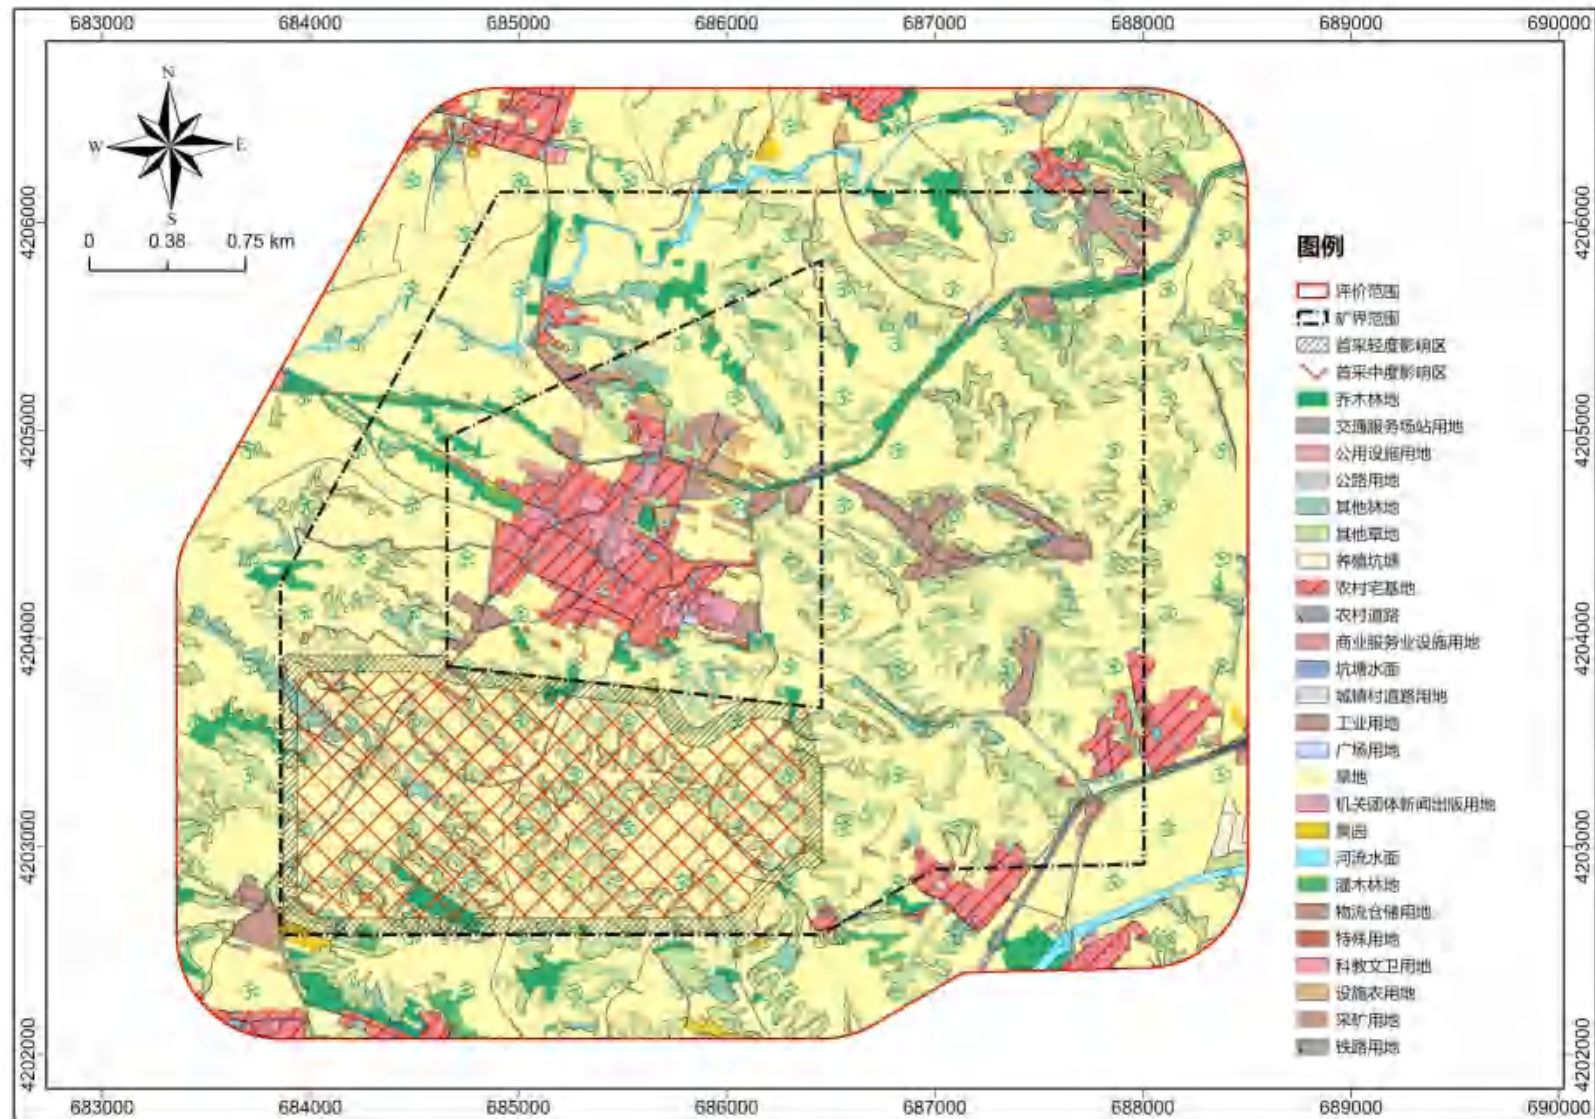 683000 684000 685000 686000 687000 688000 689000 690000
N
W E
S
0 0.38 0.75 km
4206000 4206000
4205000 4205000
4204000 4204000
4203000 4203000
4202000 4202000
图例
评价范围
矿界范围
首采轻度影响区
首采中度影响区
乔木林地
交通服务场站用地
公用设施用地
公路用地
其他林地
其他草地
养殖坑塘
农村宅基地
农村道路
商业服务业设施用地
坑塘水面
城镇村道路用地
工业用地
广场用地
旱地
机关团体新闻出版用地
果园
河流水面
灌木林地
物流仓储用地
特殊用地
科教文卫用地
设施农用地
采矿用地
铁路用地
683000 684000 685000 686000 687000 688000 689000 690000